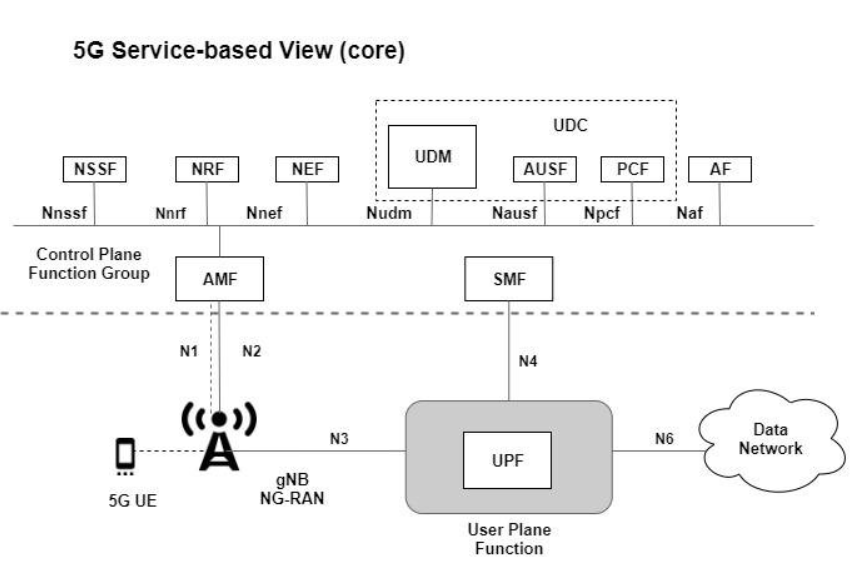 5G Service-based View (core)
UDC
UDM
NSSF
NRF
NEF
AUSF
PCF
AF
Nnssf
Nnrf
Nnef
Nudm
Nausf
Npcf
Naf
Control Plane
Function Group
AMF
SMF
N1
N2
N4
N3
N6
Data
Network
UPF
5G UE
gNB
NG-RAN
User Plane
Function